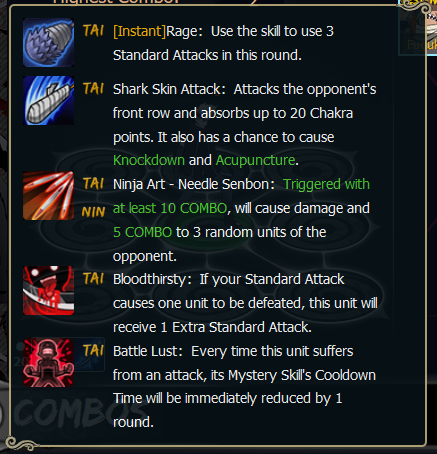 TAI [Instant]Rage: Use the skill to use 3
Standard Attacks in this round.
TAI Shark Skin Attack: Attacks the opponent's
front row and absorbs up to 20 Chakra
points. It also has a chance to cause
Knockdown and Acupuncture.
TAI Ninja Art - Needle Senbon: Triggered with
NIN at least 10 COMBO, will cause damage and
5 COMBO to 3 random units of the
opponent.
TAI Bloodthirsty: If your Standard Attack
causes one unit to be defeated, this unit will
receive 1 Extra Standard Attack.
TAI Battle Lust: Every time this unit suffers
from an attack, its Mystery Skill's Cooldown
Time will be immediately reduced by 1
round.
COMBOS